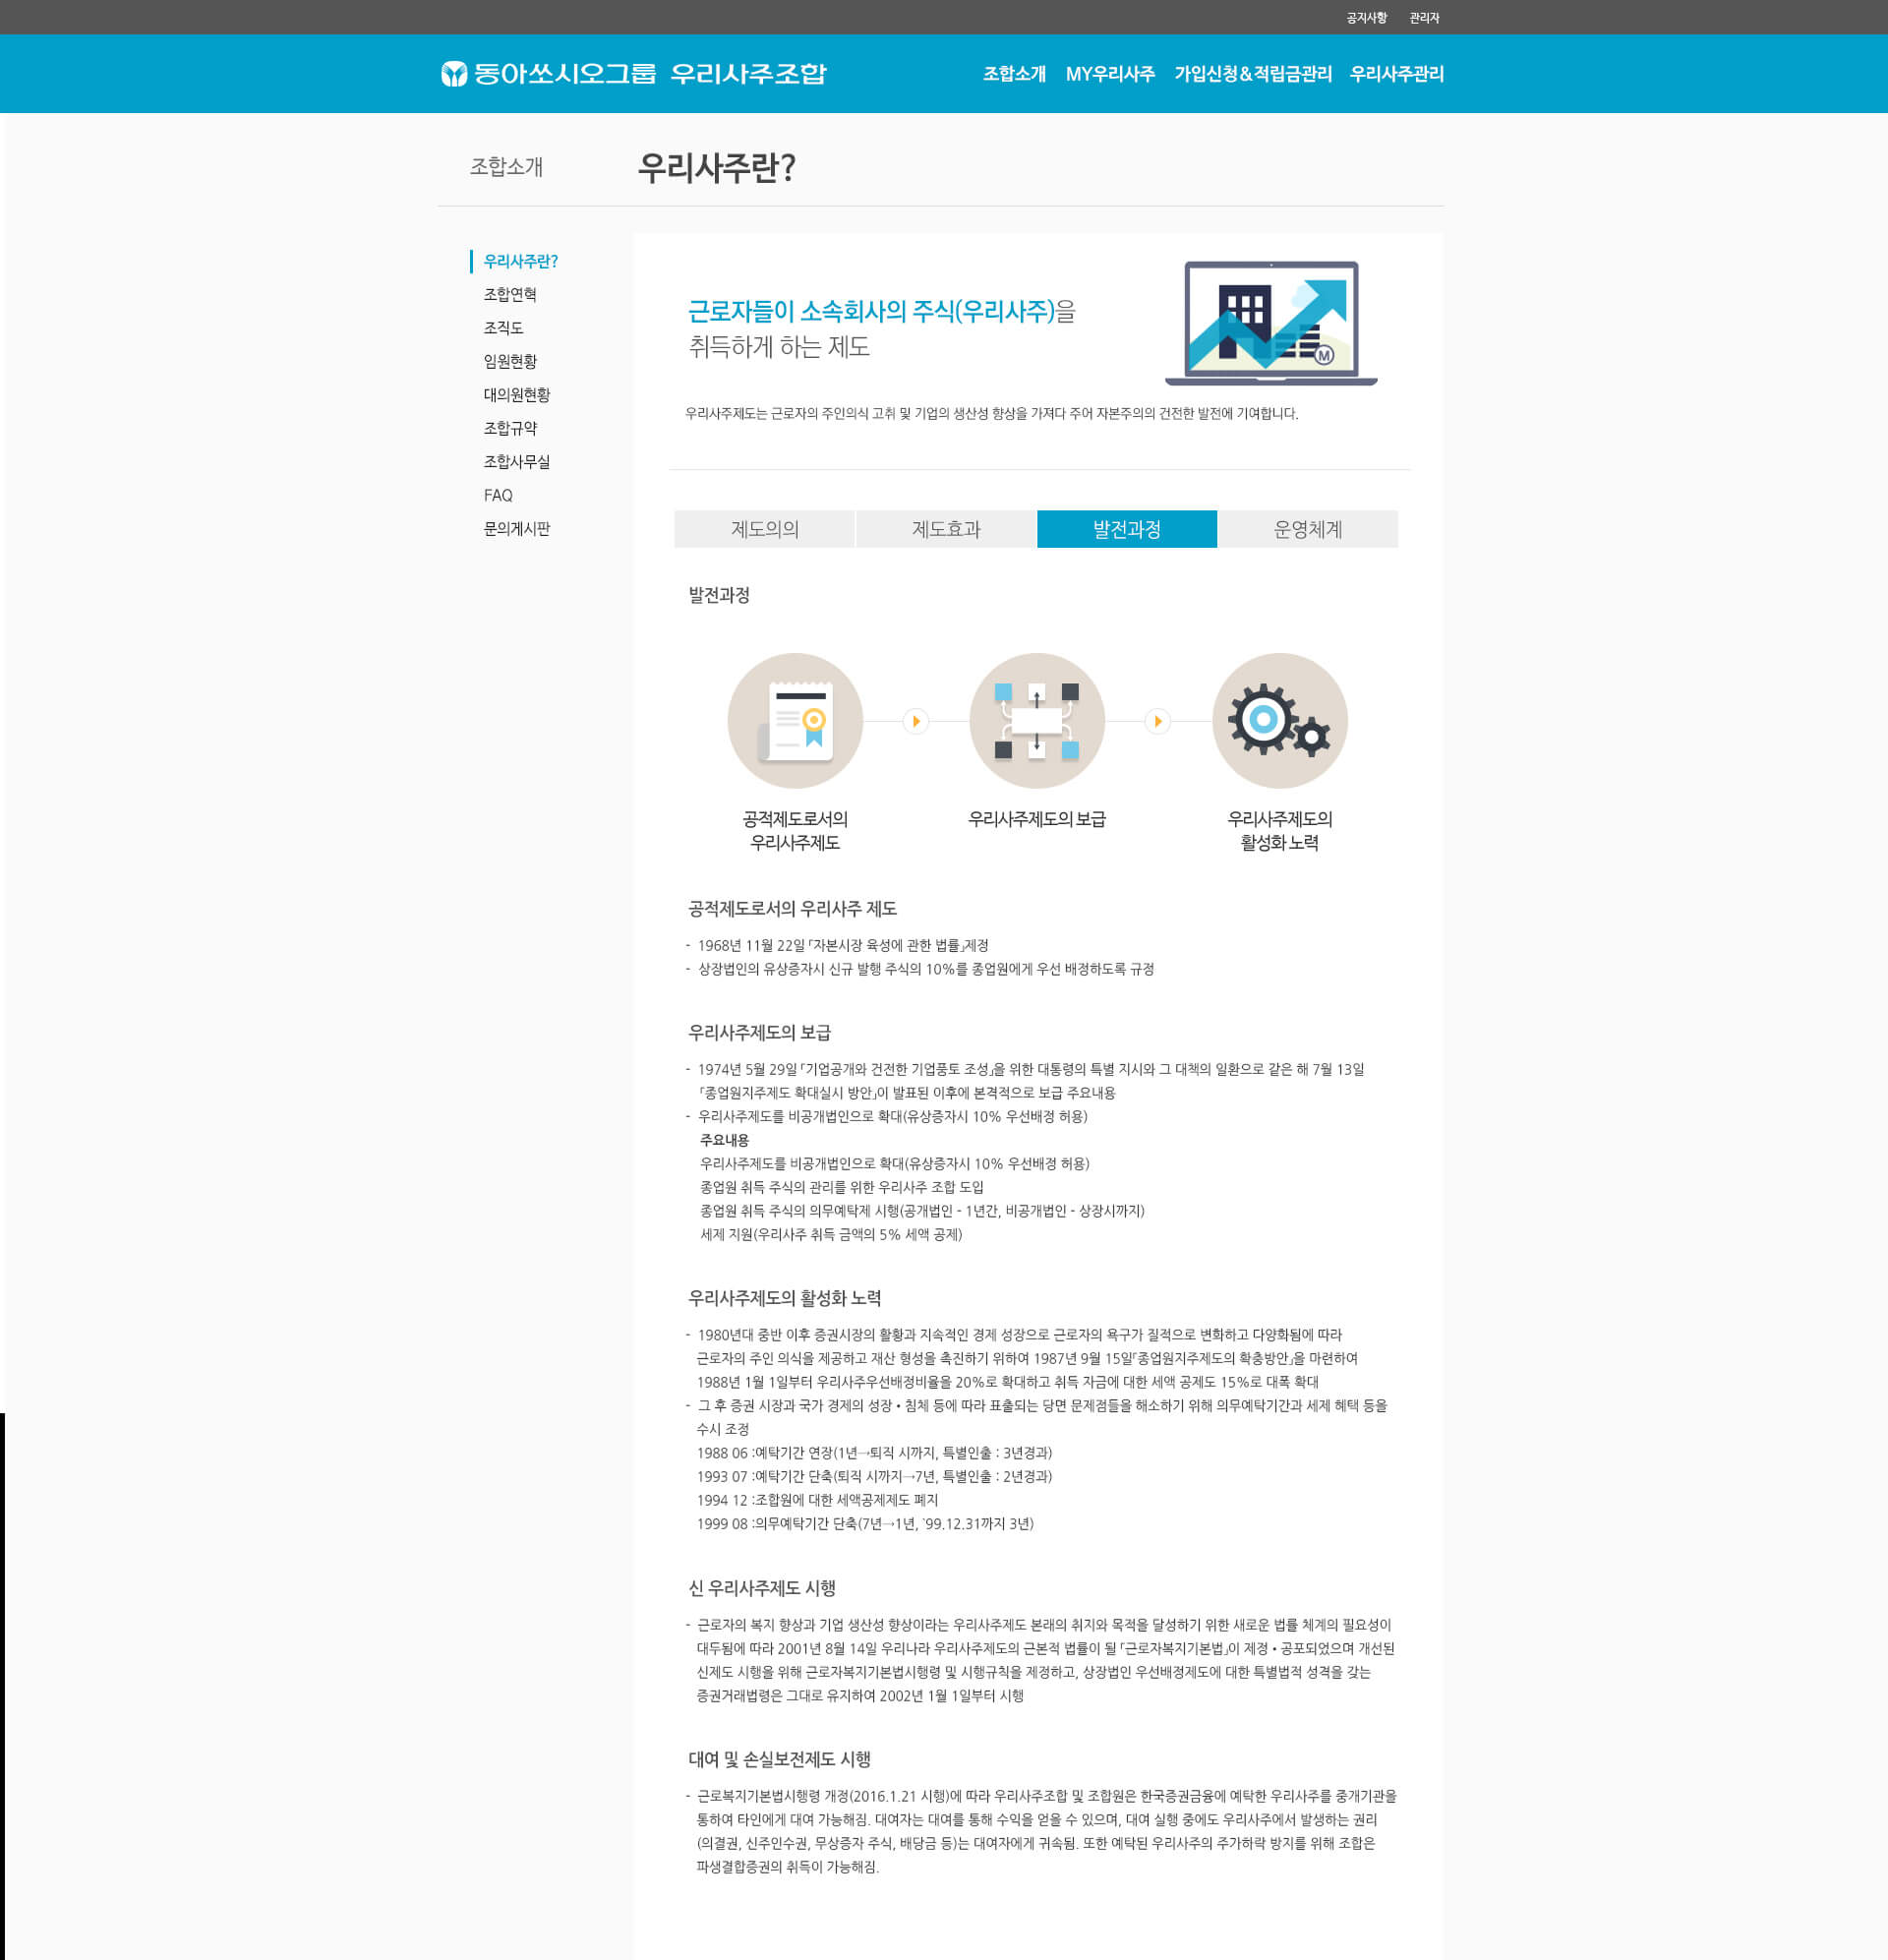 공지사항 관리자
동아쏘시오그룹 우리사주조합
조합소개 MY우리사주 가입신청&적립금관리 우리사주관리
조합소개
우리사주란?
우리사주란?
조합연혁
조직도
임원현황
대의원현황
조합규약
조합사무실
FAQ
문의게시판
근로자들이 소속회사의 주식(우리사주)을
취득하게 하는 제도
M
우리사주제도는 근로자의 주인의식 고취 및 기업의 생산성 향상을 가져다 주어 자본주의의 건전한 발전에 기여합니다.
제도의의 제도효과 발전과정 운영체계
발전과정
공적제도로서의
우리사주제도
우리사주제도의 보급
우리사주제도의
활성화 노력
공적제도로서의 우리사주 제도
- 1968년 11월 22일 「자본시장 육성에 관한 법률」제정
- 상장법인의 유상증자시 신규 발행 주식의 10%를 종업원에게 우선 배정하도록 규정
우리사주제도의 보급
- 1974년 5월 29일 「기업공개와 건전한 기업풍토 조성」을 위한 대통령의 특별 지시와 그 대책의 일환으로 같은 해 7월 13일
「종업원지주제도 확대실시 방안」이 발표된 이후에 본격적으로 보급 주요내용
- 우리사주제도를 비공개법인으로 확대(유상증자시 10% 우선배정 허용)
주요내용
우리사주제도를 비공개법인으로 확대(유상증자시 10% 우선배정 허용)
종업원 취득 주식의 관리를 위한 우리사주 조합 도입
종업원 취득 주식의 의무예탁제 시행(공개법인 - 1년간, 비공개법인 - 상장시까지)
세제 지원(우리사주 취득 금액의 5% 세액 공제)
우리사주제도의 활성화 노력
- 1980년대 중반 이후 증권시장의 활황과 지속적인 경제 성장으로 근로자의 욕구가 질적으로 변화하고 다양화됨에 따라
근로자의 주인 의식을 제공하고 재산 형성을 촉진하기 위하여 1987년 9월 15일「종업원지주제도의 확충방안」을 마련하여
1988년 1월 1일부터 우리사주우선배정비율을 20%로 확대하고 취득 자금에 대한 세액 공제도 15%로 대폭 확대
- 그 후 증권 시장과 국가 경제의 성장 • 침체 등에 따라 표출되는 당면 문제점들을 해소하기 위해 의무예탁기간과 세제 혜택 등을
수시 조정
1988 06 :예탁기간 연장(1년→퇴직 시까지, 특별인출 : 3년경과)
1993 07 :예탁기간 단축(퇴직 시까지→7년, 특별인출 : 2년경과)
1994 12 :조합원에 대한 세액공제제도 폐지
1999 08 :의무예탁기간 단축(7년→1년, `99.12.31까지 3년)
신 우리사주제도 시행
- 근로자의 복지 향상과 기업 생산성 향상이라는 우리사주제도 본래의 취지와 목적을 달성하기 위한 새로운 법률 체계의 필요성이
대두됨에 따라 2001년 8월 14일 우리나라 우리사주제도의 근본적 법률이 될 「근로자복지기본법」이 제정 • 공포되었으며 개선된
신제도 시행을 위해 근로자복지기본법시행령 및 시행규칙을 제정하고, 상장법인 우선배정제도에 대한 특별법적 성격을 갖는
증권거래법령은 그대로 유지하여 2002년 1월 1일부터 시행
대여 및 손실보전제도 시행
- 근로복지기본법시행령 개정(2016.1.21 시행)에 따라 우리사주조합 및 조합원은 한국증권금융에 예탁한 우리사주를 중개기관을
통하여 타인에게 대여 가능해짐. 대여자는 대여를 통해 수익을 얻을 수 있으며, 대여 실행 중에도 우리사주에서 발생하는 권리
(의결권, 신주인수권, 무상증자 주식, 배당금 등)는 대여자에게 귀속됨. 또한 예탁된 우리사주의 주가하락 방지를 위해 조합은
파생결합증권의 취득이 가능해짐.